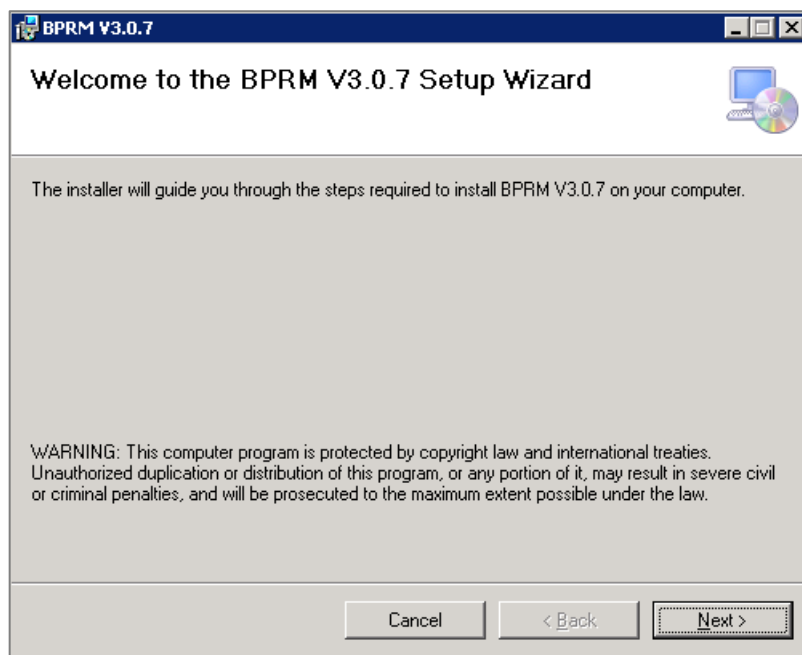 BPRM V3.0.7
Welcome to the BPRM V3.0.7 Setup Wizard
The installer will guide you through the steps required to install BPRM V3.0.7 on your computer.
WARNING: This computer program is protected by copyright law and international treaties.
Unauthorized duplication or distribution of this program, or any portion of it, may result in severe civil
or criminal penalties, and will be prosecuted to the maximum extent possible under the law.
Cancel < Back Next >